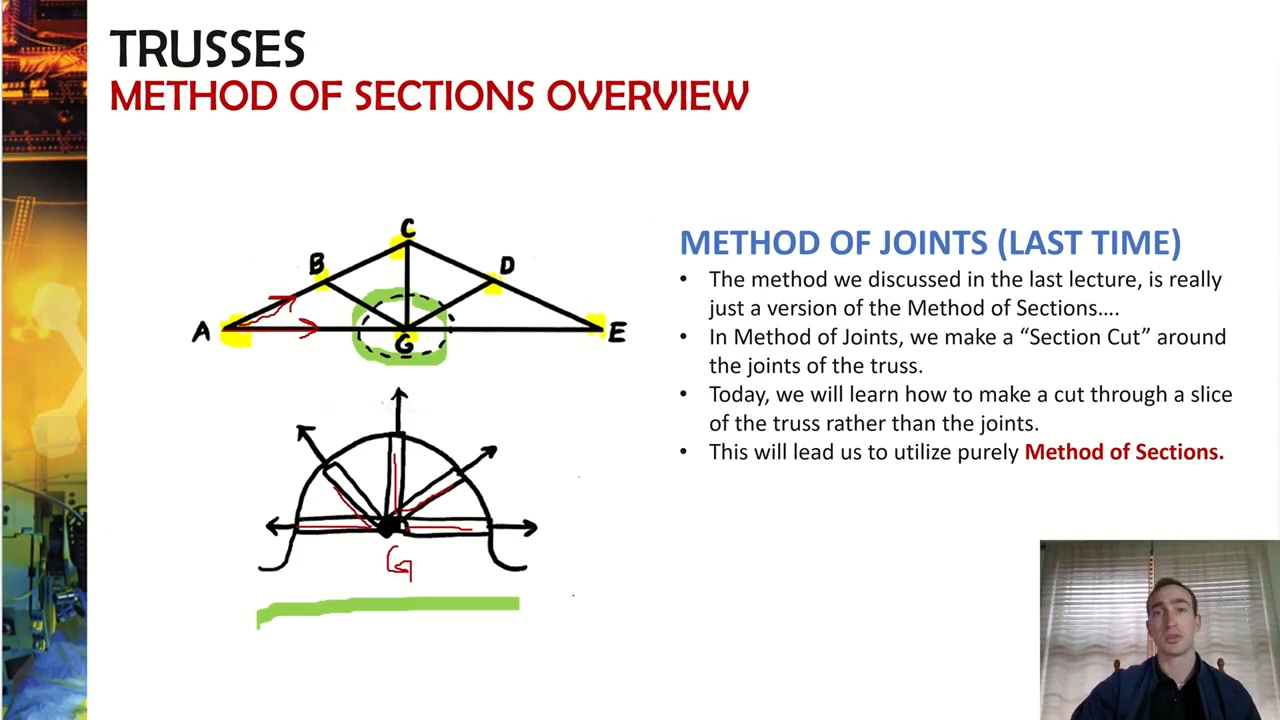 TRUSSES
METHOD OF SECTIONS OVERVIEW
C
B
D
A
G
E
G
METHOD OF JOINTS (LAST TIME)
• The method we discussed in the last lecture, is really
just a version of the Method of Sections....
• In Method of Joints, we make a “Section Cut” around
the joints of the truss.
• Today, we will learn how to make a cut through a slice
of the truss rather than the joints.
• This will lead us to utilize purely Method of Sections.